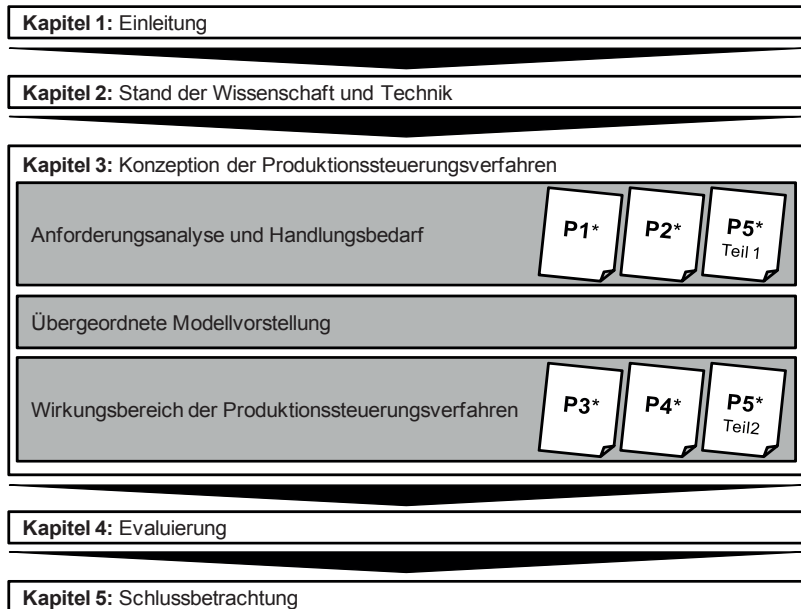 Kapitel 1: Einleitung
Kapitel 2: Stand der Wissenschaft und Technik
Kapitel 3: Konzeption der Produktionssteuerungsverfahren
Anforderungsanalyse und Handlungsbedarf
P1*
P2*
P5*
Teil 1
Übergeordnete Modellvorstellung
Wirkungsbereich der Produktionssteuerungsverfahren
P3*
P4*
P5*
Teil2
Kapitel 4: Evaluierung
Kapitel 5: Schlussbetrachtung